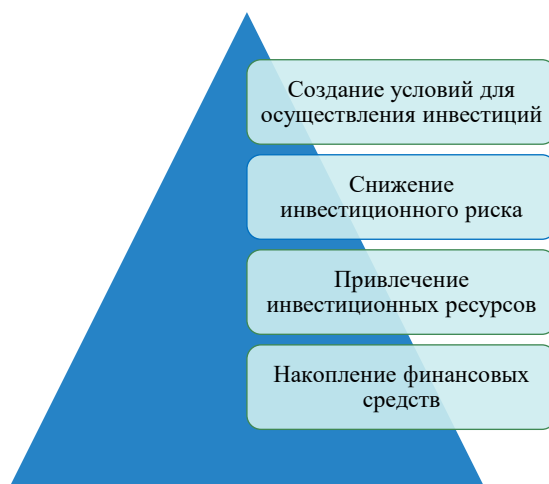 Создание условий для
осуществления инвестиций
Снижение
инвестиционного риска
Привлечение
инвестиционных ресурсов
Накопление финансовых
средств